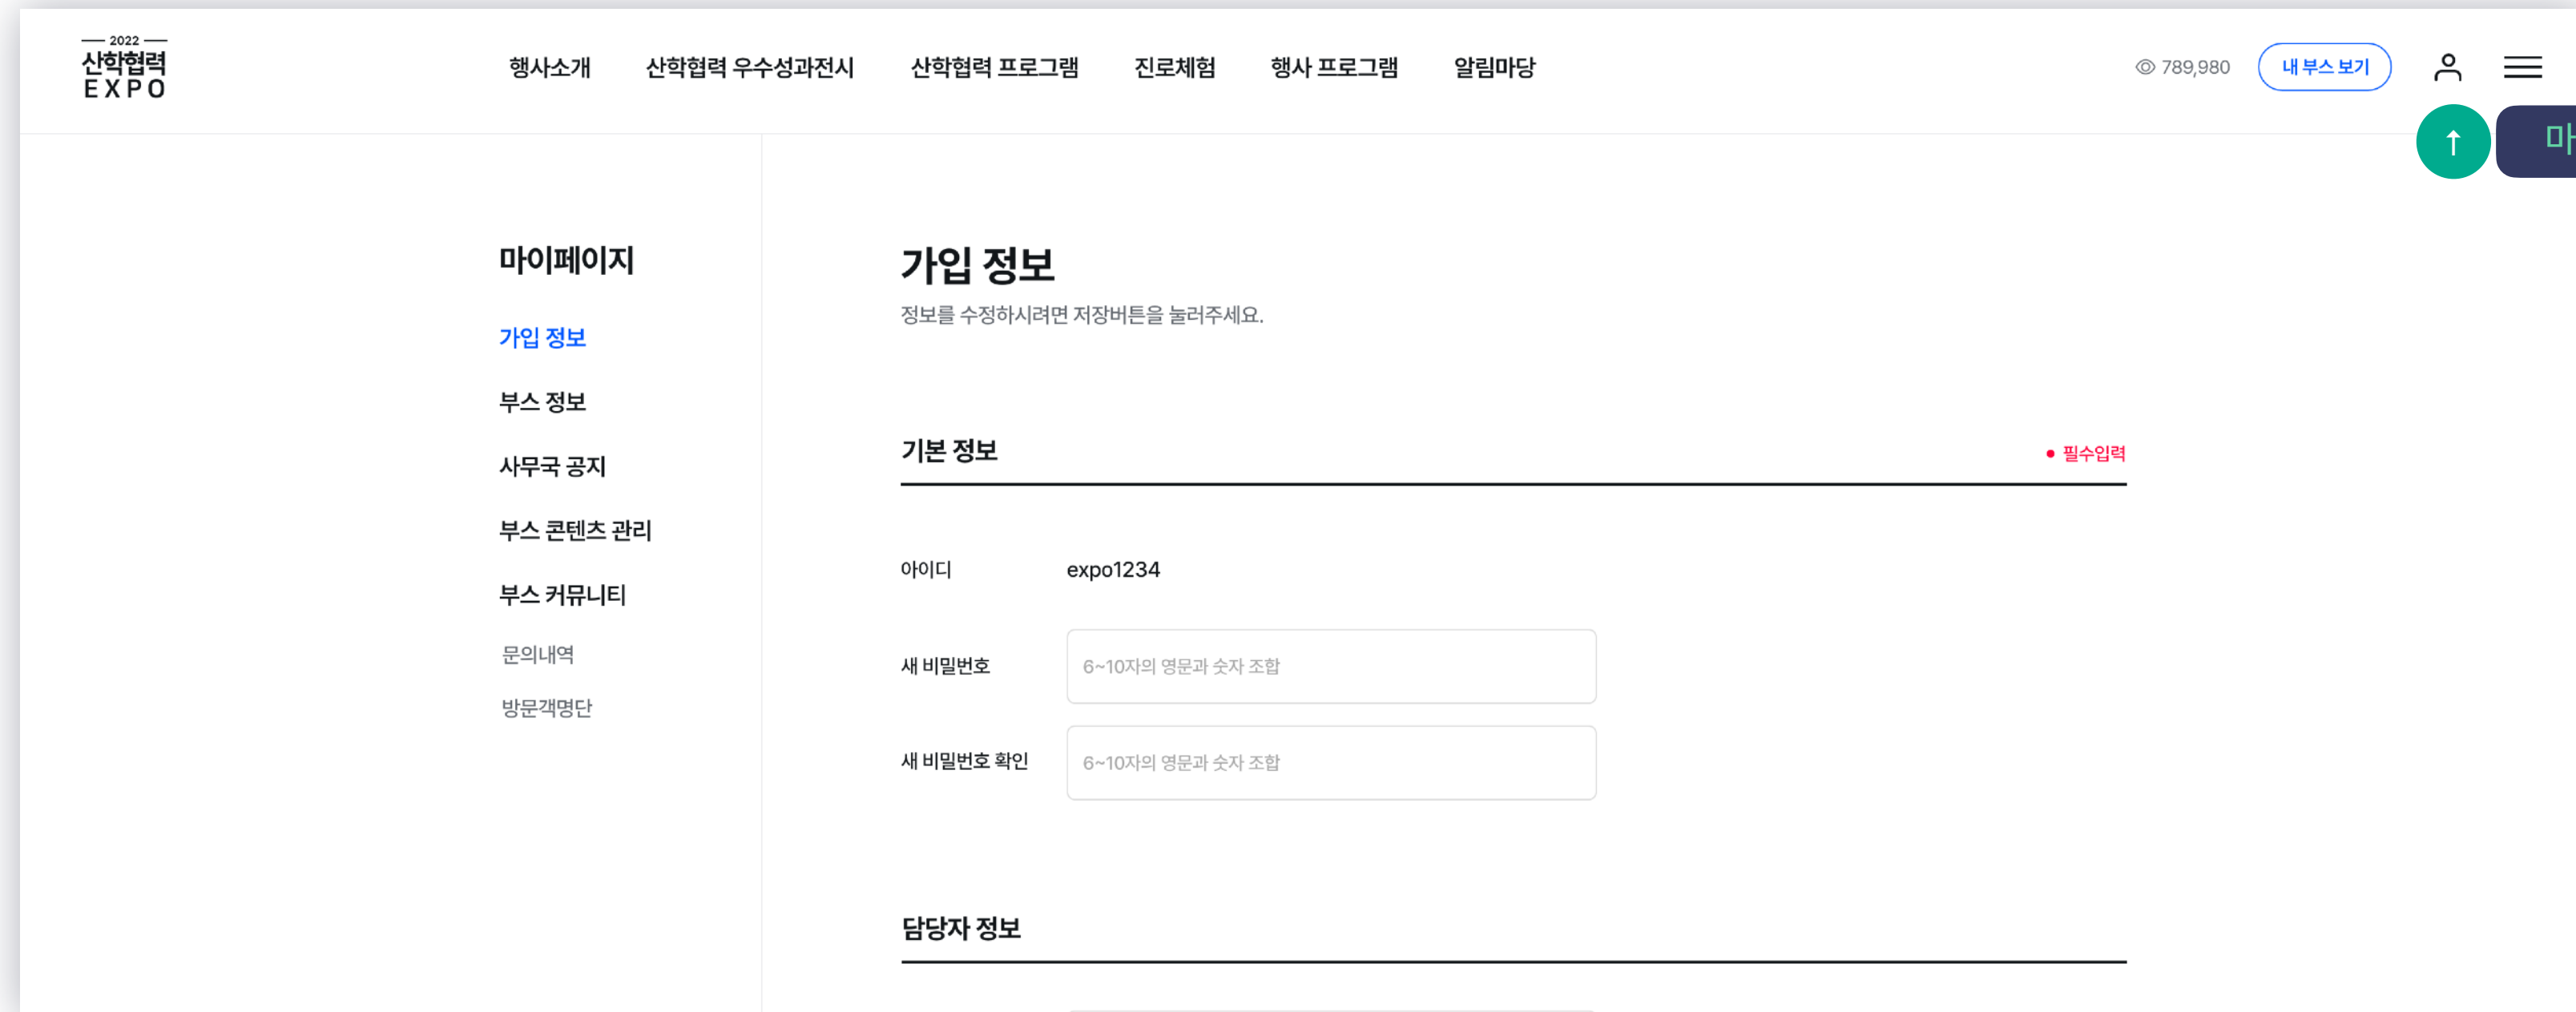 2022
산학협력
EXPO
행사소개 산학협력 우수성과전시 산학협력 프로그램 진로체험 행사 프로그램 알림마당
789,980 내 부스 보기
↑
마이페이지
가입 정보
부스 정보
사무국 공지
부스 콘텐츠 관리
부스 커뮤니티
문의내역
방문객명단
가입 정보
정보를 수정하시려면 저장버튼을 눌러주세요.
기본 정보
• 필수입력
아이디 expo1234
새 비밀번호 6~10자의 영문과 숫자 조합
새 비밀번호 확인 6~10자의 영문과 숫자 조합
담당자 정보